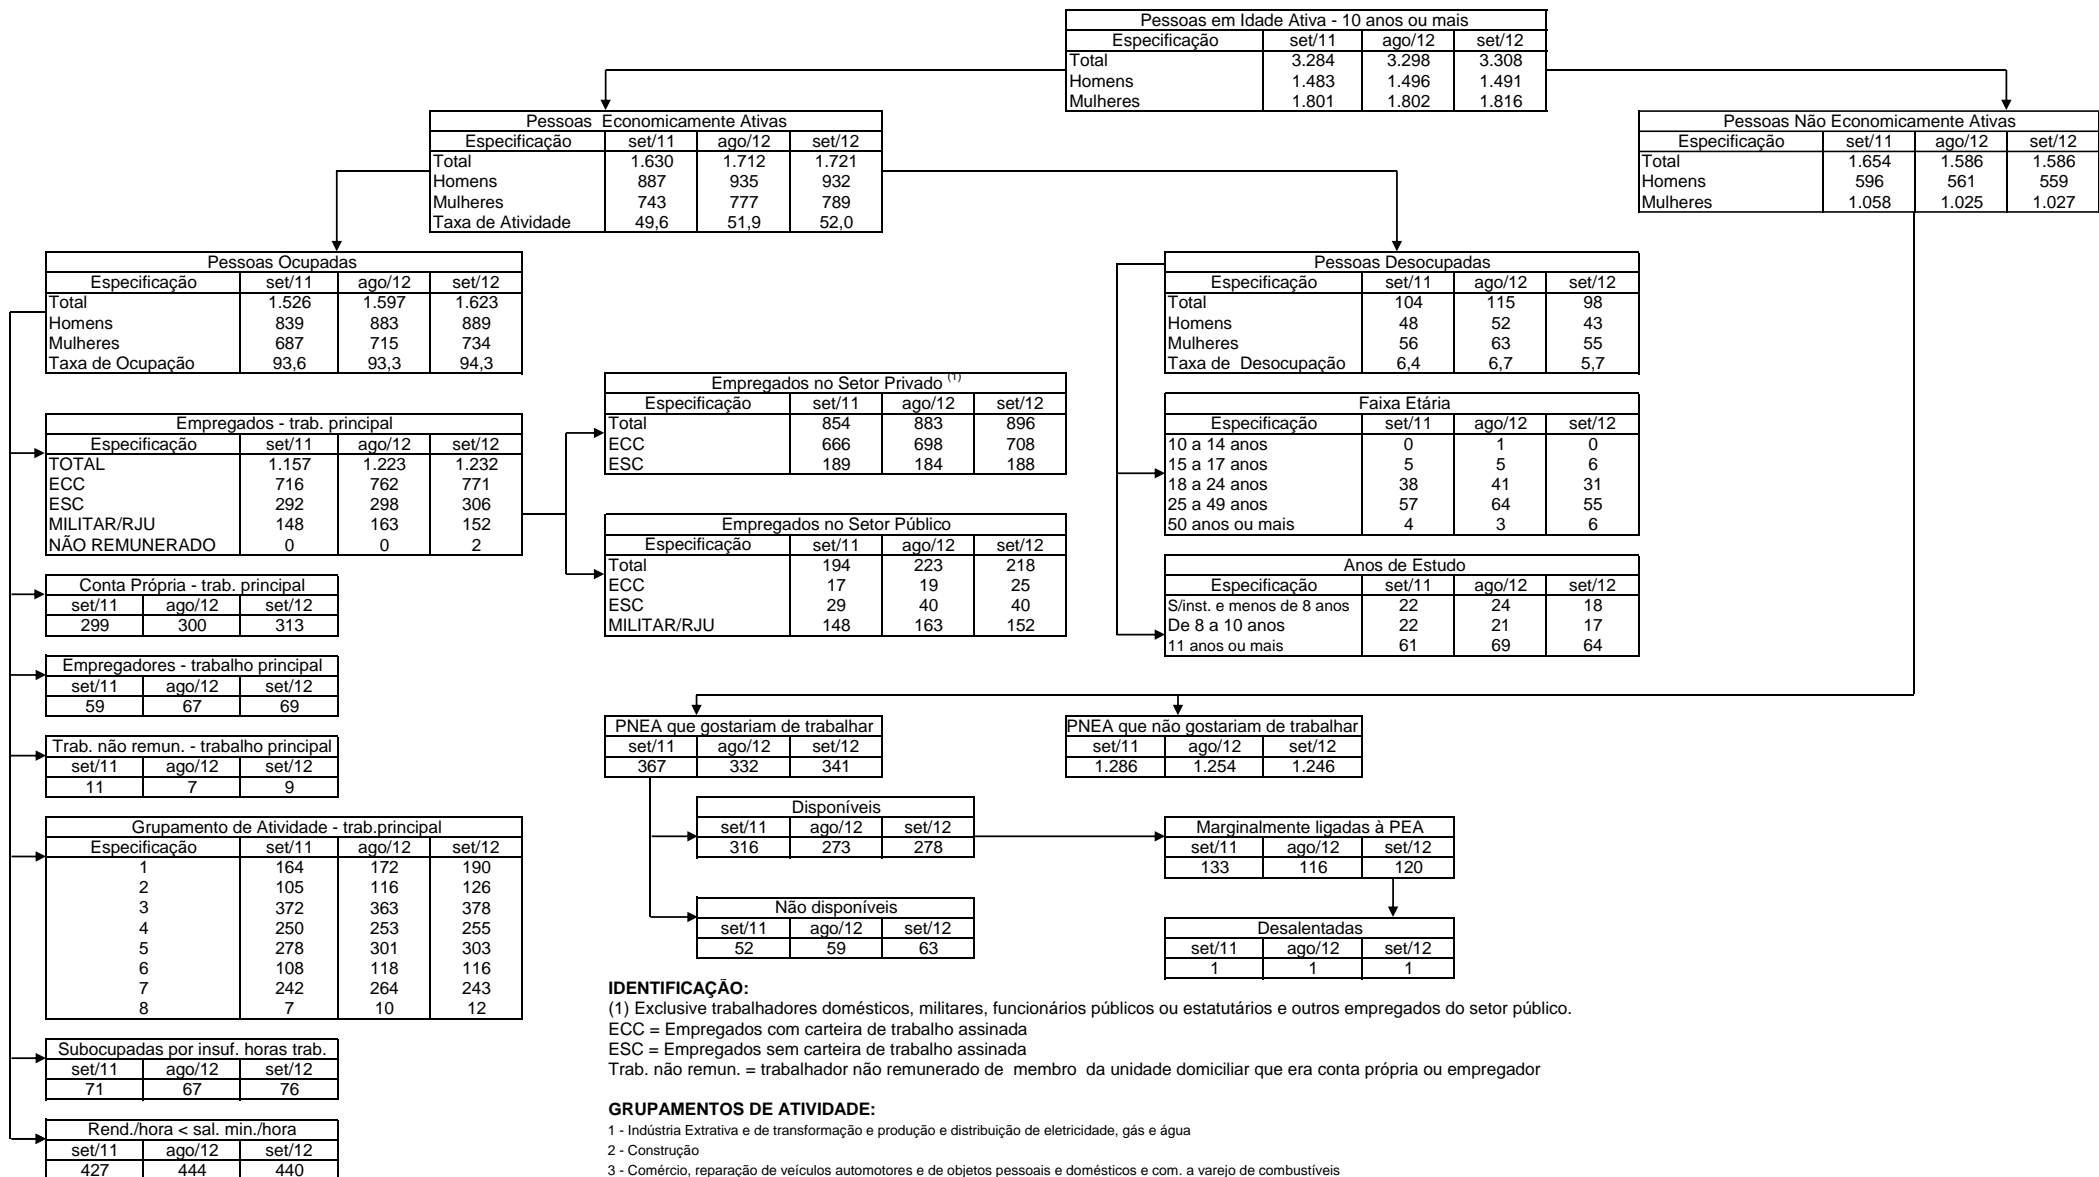 Pessoas em Idade Ativa - 10 anos ou mais
Especificação set/11 ago/12 set/12
Total 3.284 3.298 3.308
Homens 1.483 1.496 1.491
Mulheres 1.801 1.802 1.816
Pessoas Economicamente Ativas
Especificação set/11 ago/12 set/12
Total 1.630 1.712 1.721
Homens 887 935 932
Mulheres 743 777 789
Taxa de Atividade 49,6 51,9 52,0
Pessoas Não Economicamente Ativas
Especificação set/11 ago/12 set/12
Total 1.654 1.586 1.586
Homens 596 561 559
Mulheres 1.058 1.025 1.027
Pessoas Ocupadas
Especificação set/11 ago/12 set/12
Total 1.526 1.597 1.623
Homens 839 883 889
Mulheres 687 715 734
Taxa de Ocupação 93,6 93,3 94,3
Pessoas Desocupadas
Especificação set/11 ago/12 set/12
Total 104 115 98
Homens 48 52 43
Mulheres 56 63 55
Taxa de Desocupação 6,4 6,7 5,7
Empregados - trab. principal
Especificação set/11 ago/12 set/12
TOTAL 1.157 1.223 1.232
ECC 716 762 771
ESC 292 298 306
MILITAR/RJU 148 163 152
NÃO REMUNERADO 0 0 2
Empregados no Setor Privado (1)
Especificação set/11 ago/12 set/12
Total 854 883 896
ECC 666 698 708
ESC 189 184 188
Empregados no Setor Público
Especificação set/11 ago/12 set/12
Total 194 223 218
ECC 17 19 25
ESC 29 40 40
MILITAR/RJU 148 163 152
Faixa Etária
Especificação set/11 ago/12 set/12
10 a 14 anos 0 1 0
15 a 17 anos 5 5 6
18 a 24 anos 38 41 31
25 a 49 anos 57 64 55
50 anos ou mais 4 3 6
Anos de Estudo
Especificação set/11 ago/12 set/12
S/inst. e menos de 8 anos 22 24 18
De 8 a 10 anos 22 21 17
11 anos ou mais 61 69 64
Conta Própria - trab. principal
set/11 ago/12 set/12
299 300 313
Empregadores - trabalho principal
set/11 ago/12 set/12
59 67 69
Trab. não remun. - trabalho principal
set/11 ago/12 set/12
11 7 9
PNEA que gostariam de trabalhar
set/11 ago/12 set/12
367 332 341
PNEA que não gostariam de trabalhar
set/11 ago/12 set/12
1.286 1.254 1.246
Disponíveis
set/11 ago/12 set/12
316 273 278
Marginalmente ligadas à PEA
set/11 ago/12 set/12
133 116 120
Não disponíveis
set/11 ago/12 set/12
52 59 63
Desalentadas
set/11 ago/12 set/12
1 1 1
Grupamento de Atividade - trab.principal
Especificação set/11 ago/12 set/12
1 164 172 190
2 105 116 126
3 372 363 378
4 250 253 255
5 278 301 303
6 108 118 116
7 242 264 243
8 7 10 12
Subocupadas por insuf. horas trab.
set/11 ago/12 set/12
71 67 76
Rend./hora < sal. min./hora
set/11 ago/12 set/12
427 444 440
IDENTIFICAÇÃO:
(1) Exclusive trabalhadores domésticos, militares, funcionários públicos ou estatutários e outros empregados do setor público.
ECC = Empregados com carteira de trabalho assinada
ESC = Empregados sem carteira de trabalho assinada
Trab. não remun. = trabalhador não remunerado de membro da unidade domiciliar que era conta própria ou empregador
GRUPAMENTOS DE ATIVIDADE:
1 - Indústria Extrativa e de transformação e produção e distribuição de eletricidade, gás e água
2 - Construção
3 - Comércio, reparação de veículos automotores e de objetos pessoais e domésticos e com. a varejo de combustíveis